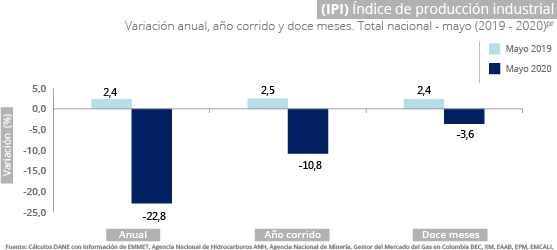 (IPI) Índice de producción industrial
Variación anual, año corrido y doce meses. Total nacional - mayo (2019 - 2020)pr
Mayo 2019
Mayo 2020
Variación (%)
5,0
0,0
-5,0
-10,0
-15,0
-20,0
-25,0
2,4
-22,8
2,5
-10,8
2,4
-3,6
Anual
Año corrido
Doce meses
Fuente: Cálculos DANE con información de EMMET, Agencia Nacional de Hidrocarburos ANH, Agencia Nacional de Minería, Gestor del Mercado del Gas en Colombia BEC, XM, EAAB, EPM, EMCALI.